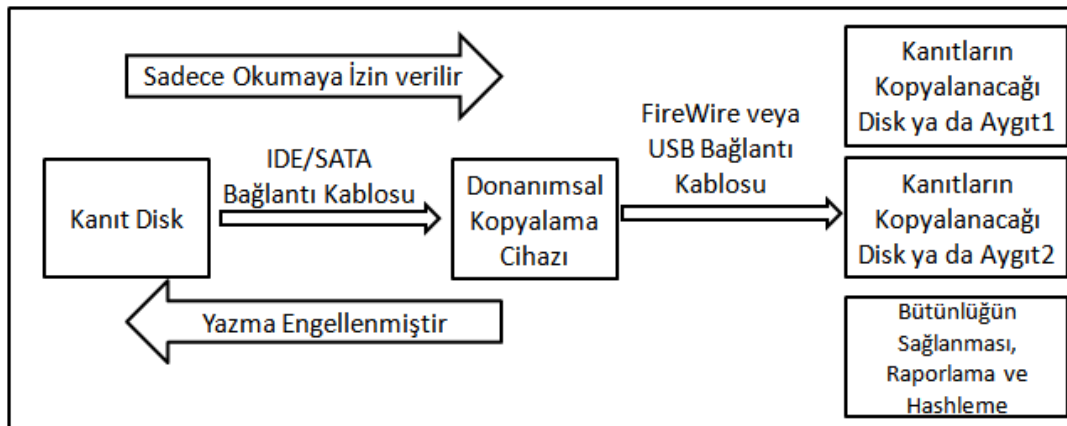 Sadece Okumaya İzin verilir
Kanıt Disk
IDE/SATA
Bağlantı Kablosu
Donanımsal
Kopyalama
Cihazı
FireWire veya
USB Bağlantı
Kablosu
Kanıtların
Kopyalanacağı
Disk ya da Aygıt1
Kanıtların
Kopyalanacağı
Disk ya da Aygıt2
Yazma Engellenmiştir
Bütünlüğün
Sağlanması,
Raporlama ve
Hashleme